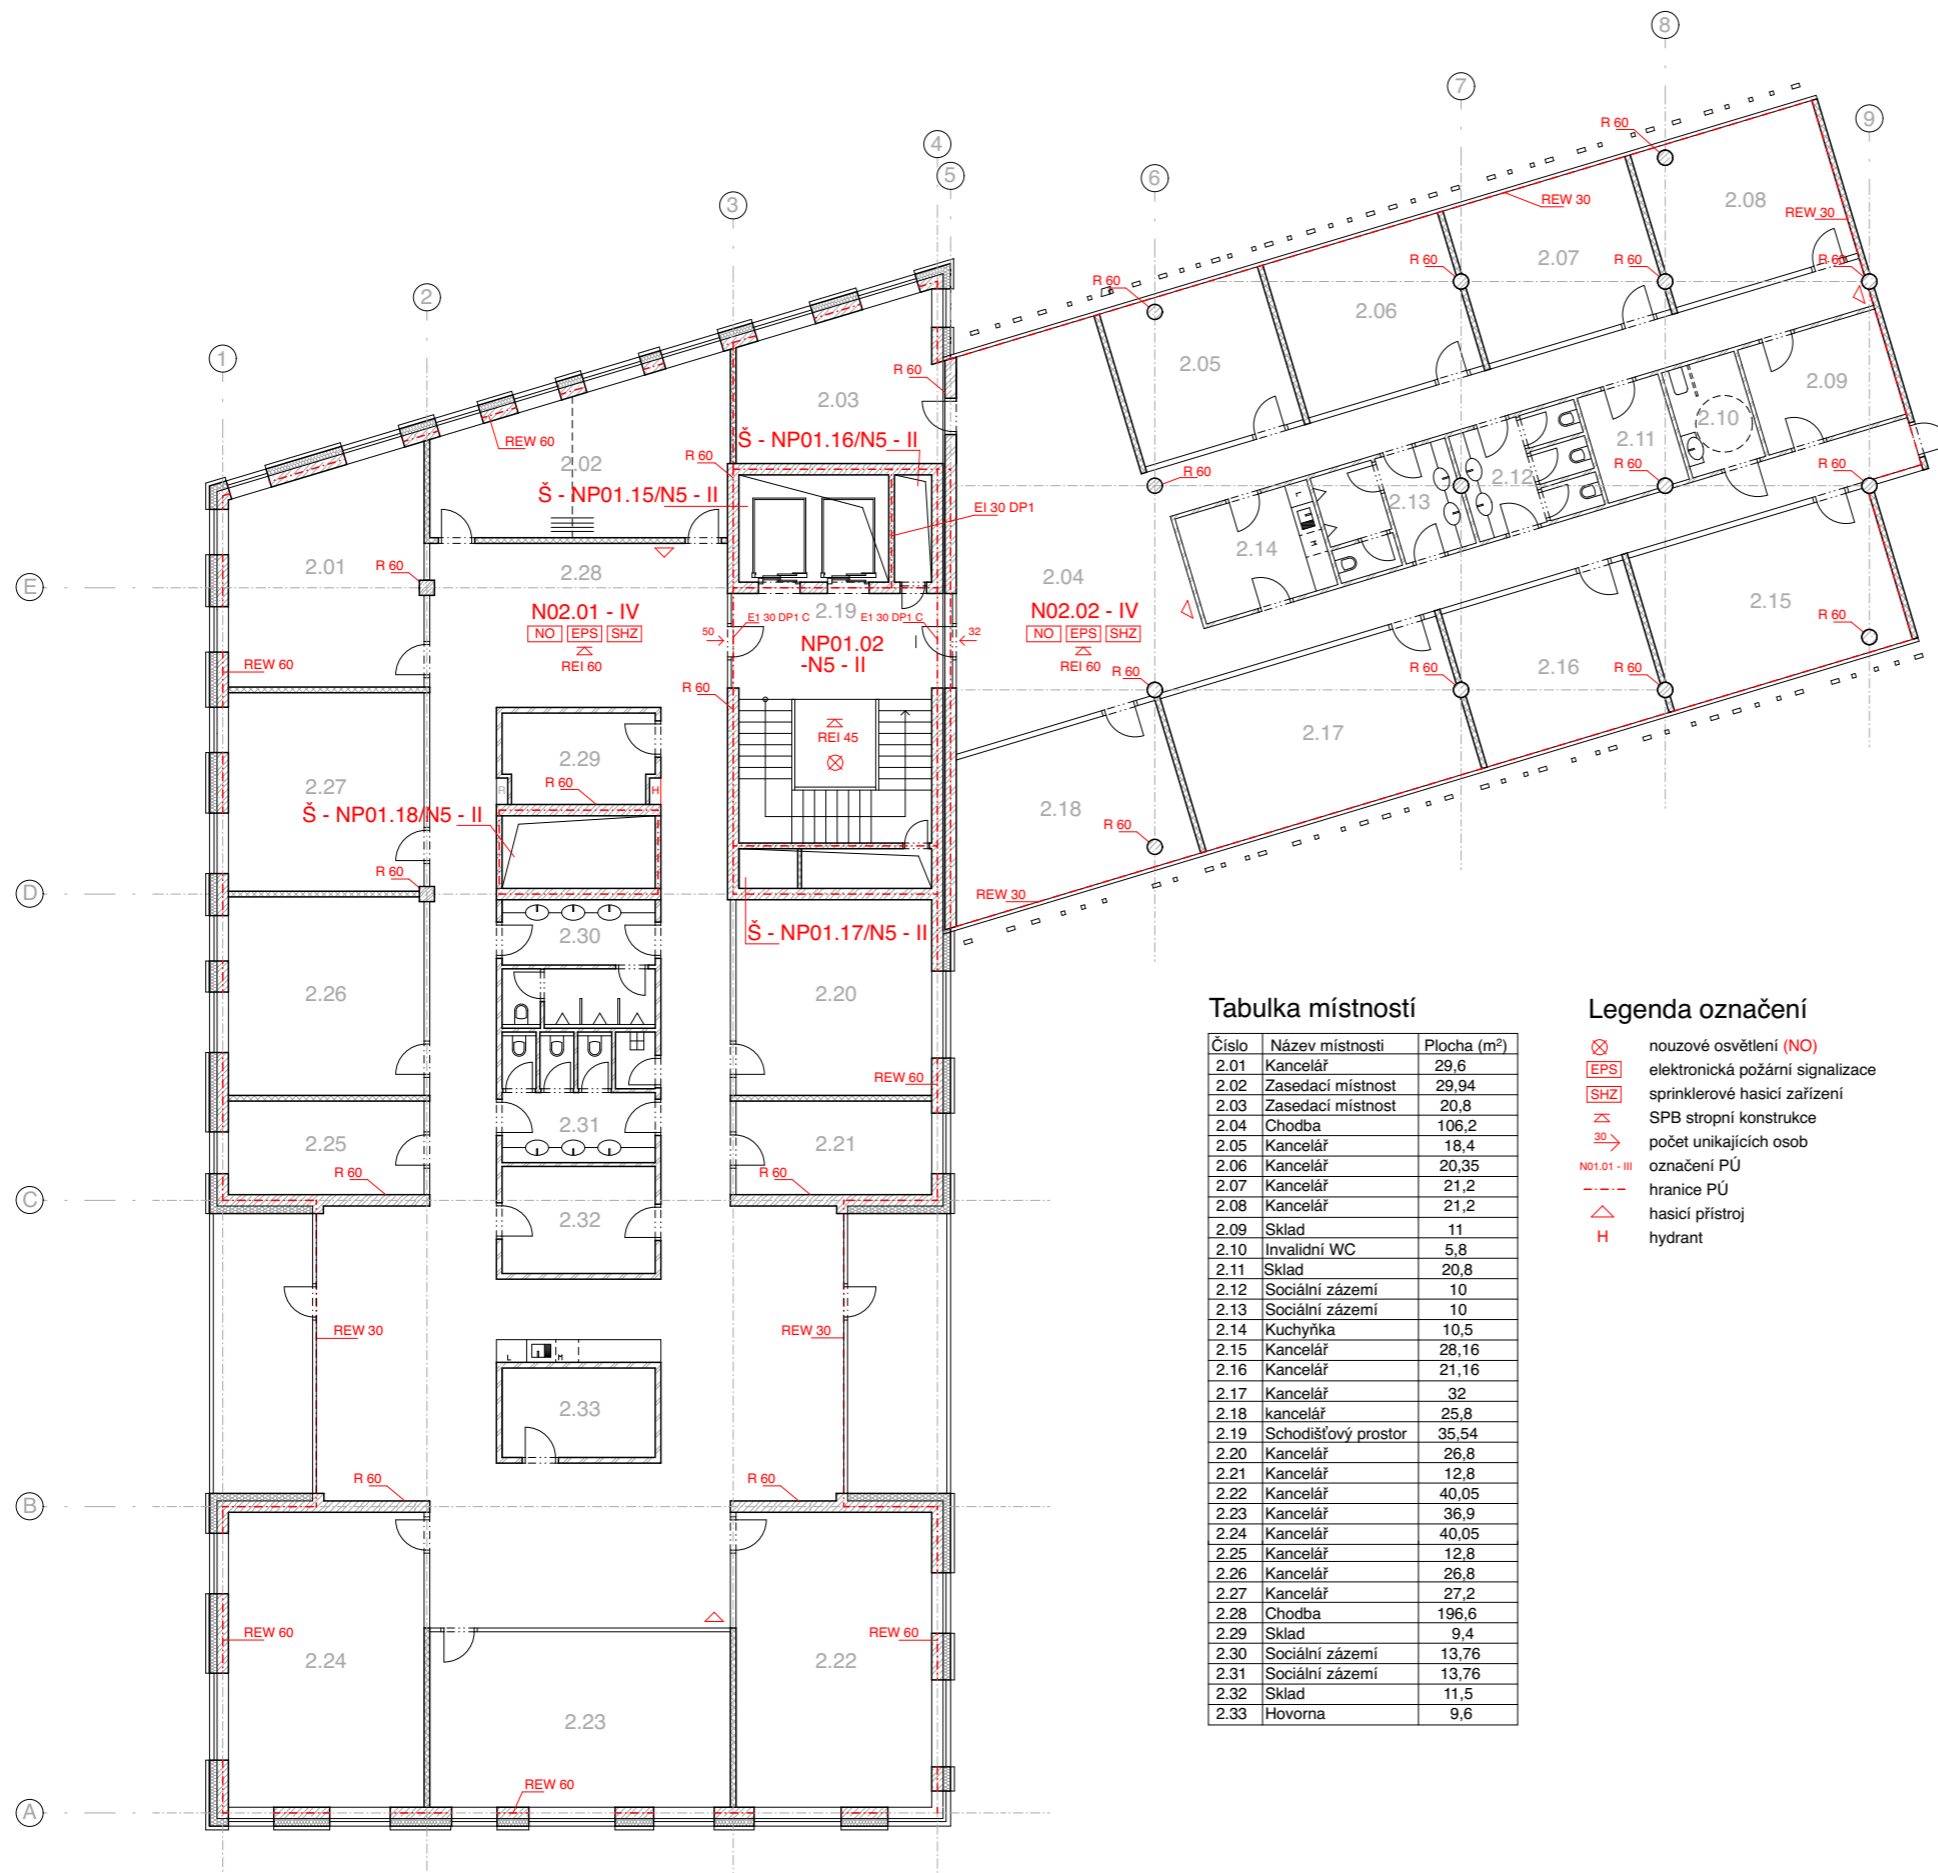 8
7
9
4
5
6
3
2
1
R 60
2.08
REW 30
REW 30
2.07
R 60
R 60
R 60
R 60
2.06
2.05
2.09
R 60
2.03
2.10
2.11
REW 60
Š - NP01.16/N5 - II
2.02
R 60
R 60
R 60
R 60
2.12
2.13
Š - NP01.15/N5 - II
EI 30 DP1
L
M
2.14
2.01
R 60
2.28
2.04
E
N02.01 - IV
2.19
N02.02 - IV
2.15
NO EPS SHZ
50
E1 30 DP1 C
E1 30 DP1 C
32
NO EPS SHZ
R 60
NP01.02
-N5 - II
I
REI 60
REI 60
REW 60
R 60
R 60
R 60
R 60
2.16
REI 45
2.17
2.29
2.27
R 60
R
H
Š - NP01.18/N5 - II
2.18
R 60
R 60
D
REW 30
2.30
Š - NP01.17/N5 - II
2.26
2.20
REW 60
2.25
2.31
2.21
R 60
R 60
C
2.32
REW 30
REW 30
L
M
2.33
R 60
R 60
B
REW 60
REW 60
2.24
2.22
2.23
REW 60
A
Tabulka místností
Číslo Název místnosti Plocha (m²)
2.01 Kancelář 29,6
2.02 Zasedací místnost 29,94
2.03 Zasedací místnost 20,8
2.04 Chodba 106,2
2.05 Kancelář 18,4
2.06 Kancelář 20,35
2.07 Kancelář 21,2
2.08 Kancelář 21,2
2.09 Sklad 11
2.10 Invalidní WC 5,8
2.11 Sklad 20,8
2.12 Sociální zázemí 10
2.13 Sociální zázemí 10
2.14 Kuchyňka 10,5
2.15 Kancelář 28,16
2.16 Kancelář 21,16
2.17 Kancelář 32
2.18 kancelář 25,8
2.19 Schodišťový prostor 35,54
2.20 Kancelář 26,8
2.21 Kancelář 12,8
2.22 Kancelář 40,05
2.23 Kancelář 36,9
2.24 Kancelář 40,05
2.25 Kancelář 12,8
2.26 Kancelář 26,8
2.27 Kancelář 27,2
2.28 Chodba 196,6
2.29 Sklad 9,4
2.30 Sociální zázemí 13,76
2.31 Sociální zázemí 13,76
2.32 Sklad 11,5
2.33 Hovorna 9,6
Legenda označení
nouzové osvětlení (NO)
EPS elektronická požární signalizace
SHZ sprinklerové hasicí zařízení
SPB stropní konstrukce
30 počet unikajících osob
N01.01 - III označení PÚ
hranice PÚ
hasicí přístroj
H hydrant